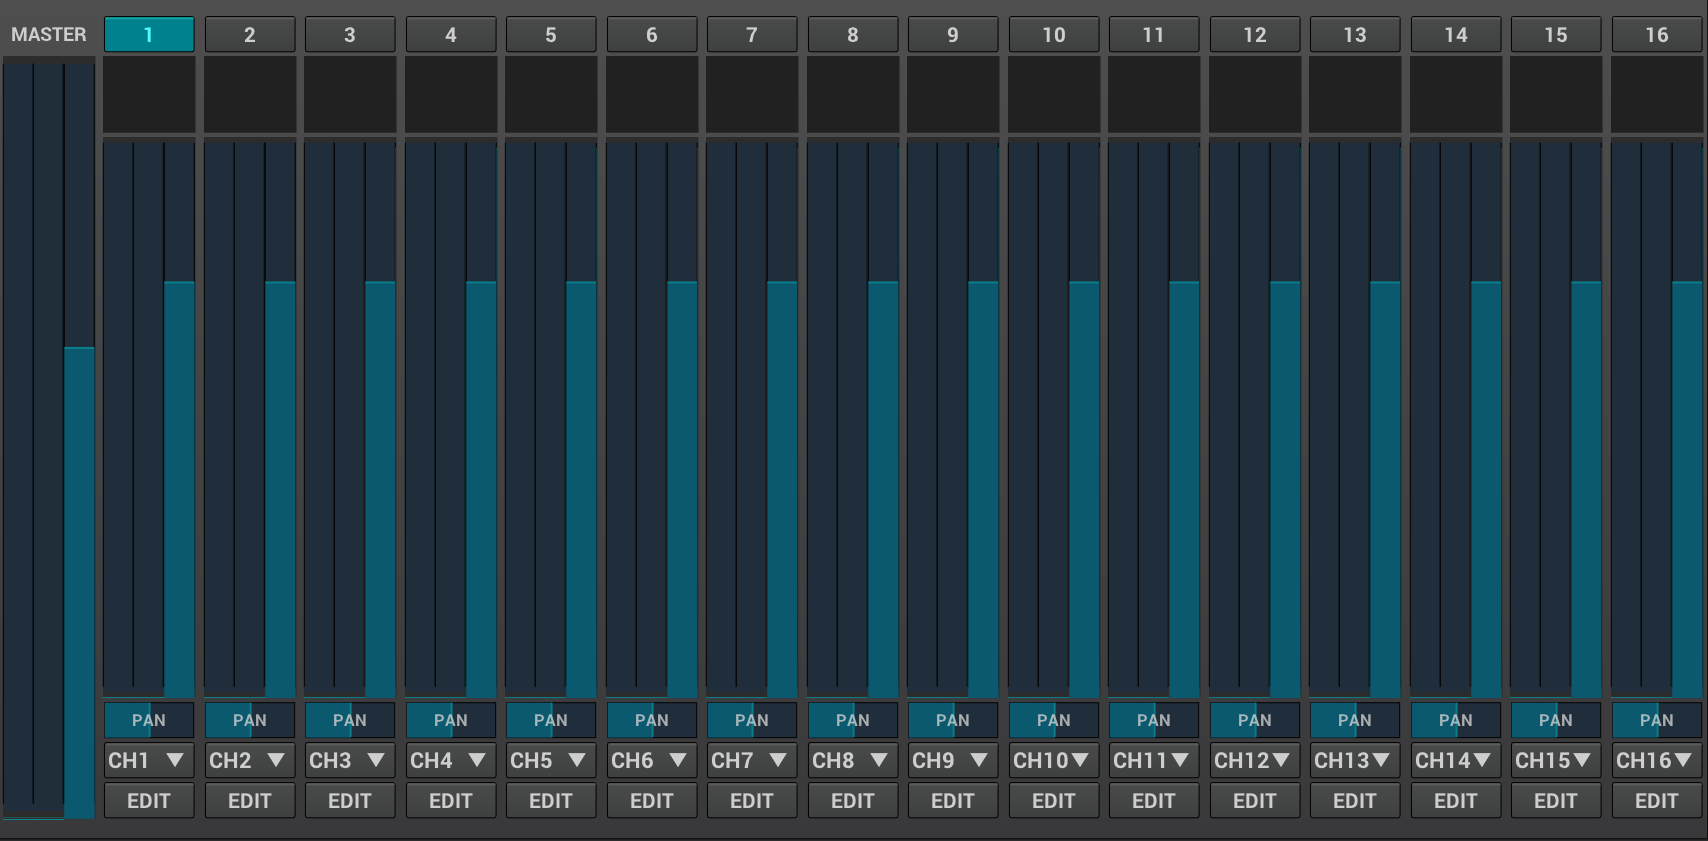 MASTER 1 2 3 4 5 6 7 8 9 10 11 12 13 14 15 16
PAN PAN PAN PAN PAN PAN PAN PAN PAN PAN PAN PAN PAN PAN PAN PAN
CH1 CH2 CH3 CH4 CH5 CH6 CH7 CH8 CH9 CH10 CH11 CH12 CH13 CH14 CH15 CH16
EDIT EDIT EDIT EDIT EDIT EDIT EDIT EDIT EDIT EDIT EDIT EDIT EDIT EDIT EDIT EDIT